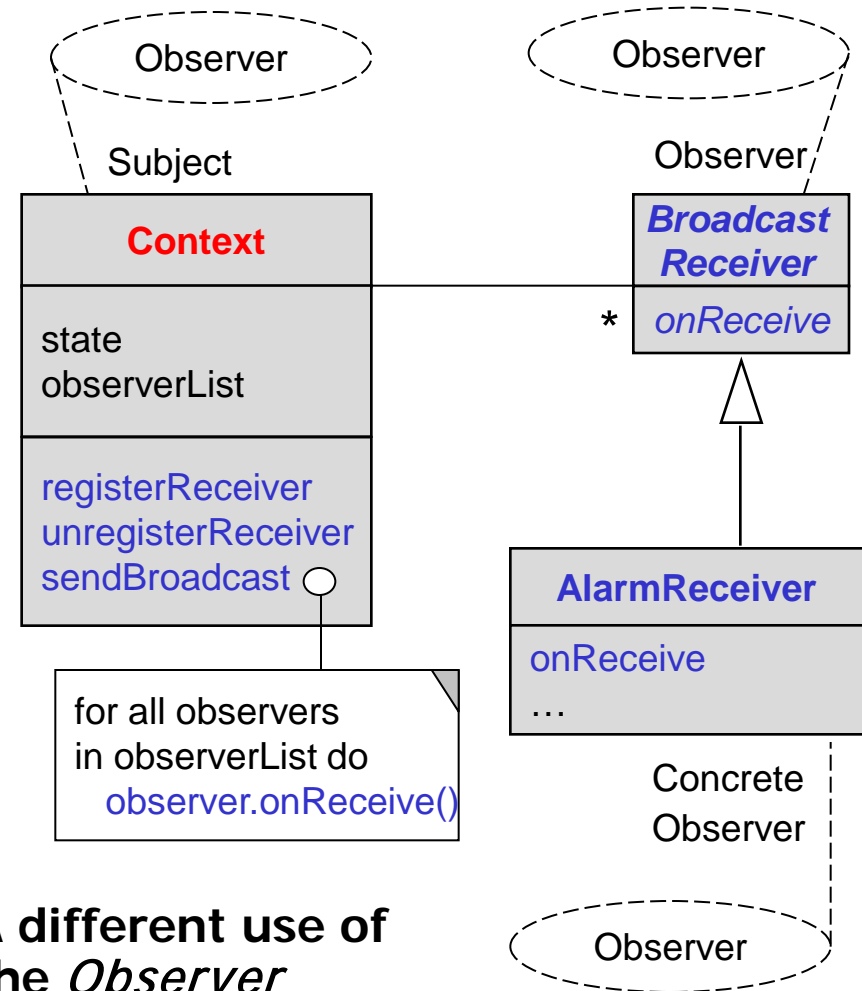 Observer
Observer
Subject
Observer
Context
Broadcast
Receiver
state
observerList
*
onReceive
registerReceiver
unregisterReceiver
sendBroadcast
AlarmReceiver
onReceive
…
for all observers
in observerList do
observer.onReceive()
Concrete
Observer
different use of
Observer
Observer